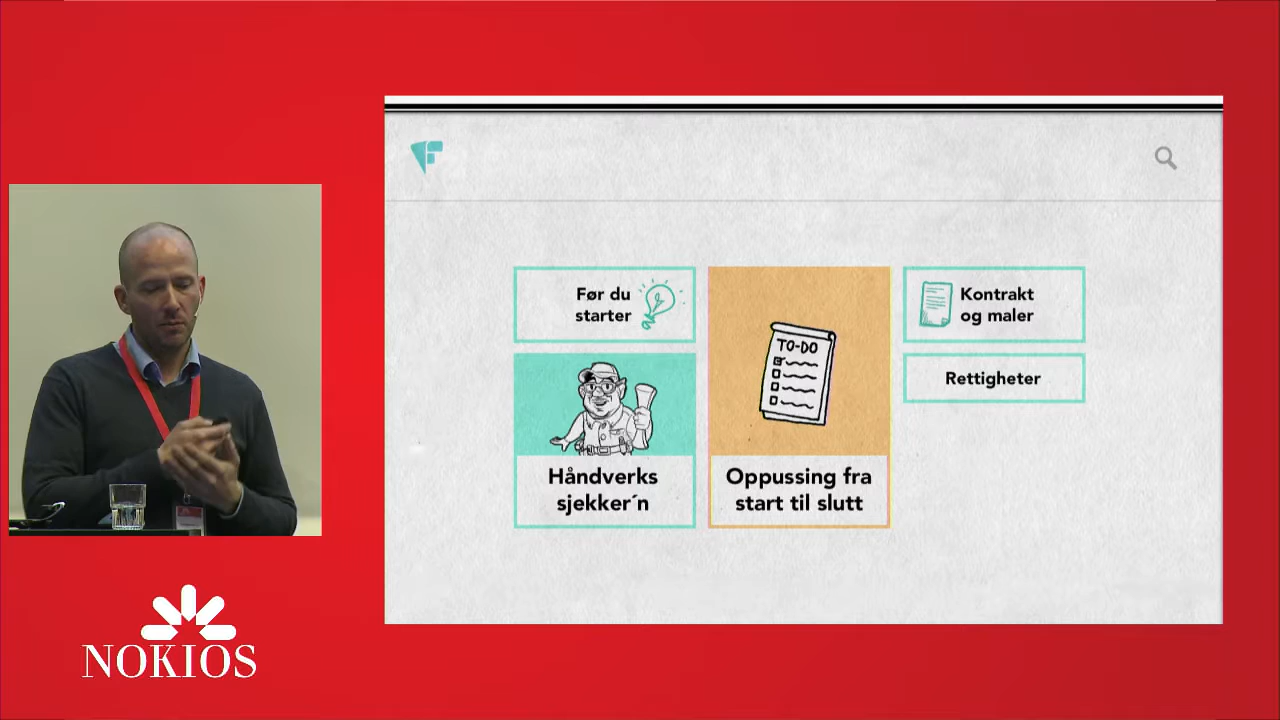 Før du
starter
Håndverks
sjekker´n
TO-DO
Oppussing fra
start til slutt
Kontrakt
og maler
Rettigheter
NOKIOS